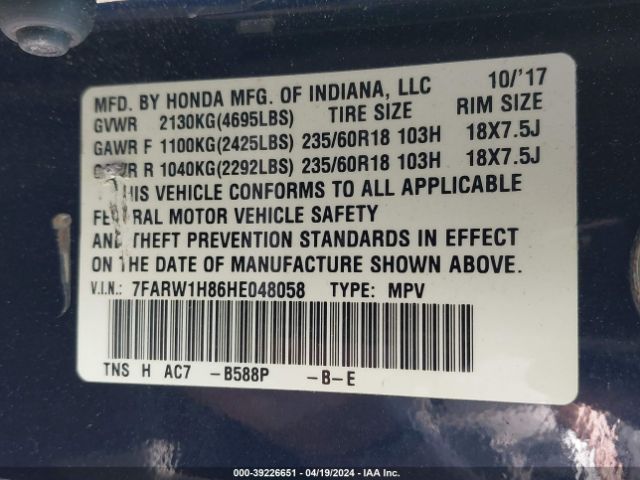 MFD. BY HONDA MFG. OF INDIANA, LLC 10/'17
GVWR 2130KG(4695LBS) TIRE SIZE RIM SIZE
GAWR F 1100KG(2425LBS) 235/60R18 103H 18X7.5J
R 1040KG(2292LBS) 235/60R18 103H 18X7.5J
THIS VEHICLE CONFORMS TO ALL APPLICABLE
FEDERAL MOTOR VEHICLE SAFETY
AND THEFT PREVENTION STANDARDS IN EFFECT
ON THE DATE OF MANUFACTURE SHOWN ABOVE.
V.I.N.: 7FARW1H86HE048058 TYPE: MPV
TNS H AC7 -B588P -B-E
000-39226651 | 04/19/2024 | IAA Inc.